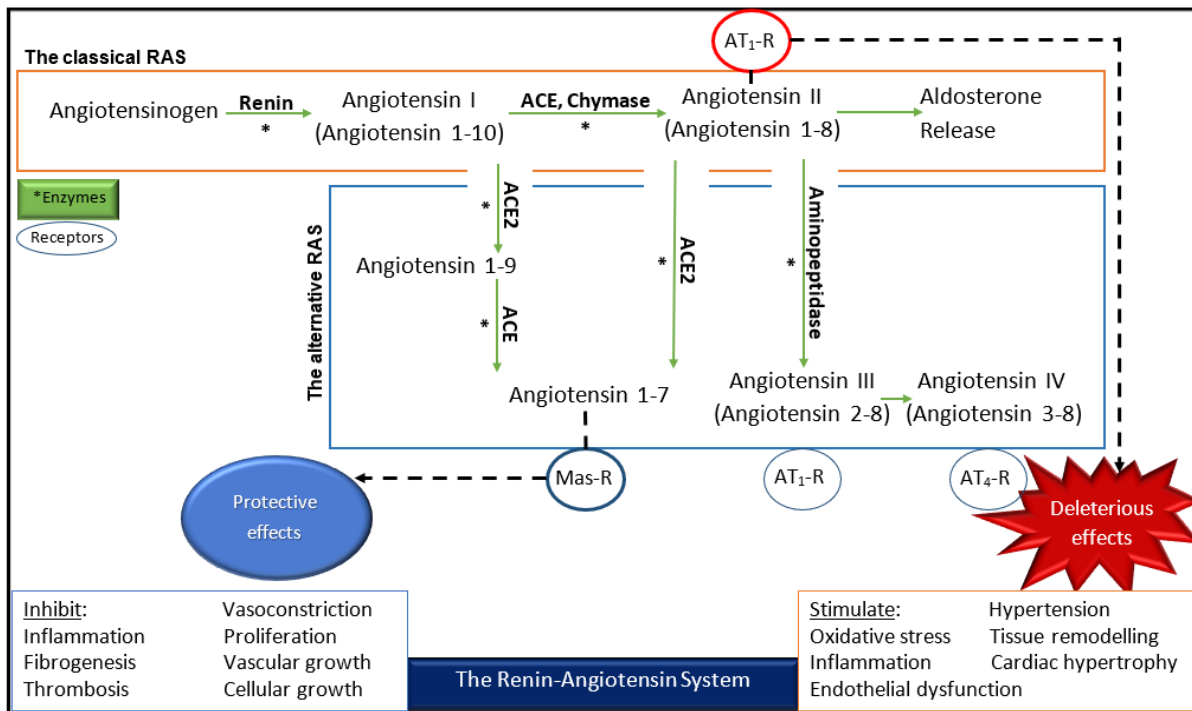 AT₁-R
The classical RAS
Angiotensinogen
Renin
*
Angiotensin I
(Angiotensin 1-10)
ACE, Chymase
*
Angiotensin II
(Angiotensin 1-8)
Aldosterone
Release
*Enzymes
Receptors
The alternative RAS
ACE2
*
Angiotensin 1-9
ACE
*
ACE2
*
Aminopeptidase
*
Angiotensin 1-7
Angiotensin III
(Angiotensin 2-8)
Angiotensin IV
(Angiotensin 3-8)
Mas-R
AT₁-R
AT₄-R
Protective
effects
Deleterious
effects
Inhibit: Vasoconstriction
Inflammation Proliferation
Fibrogenesis Vascular growth
Thrombosis Cellular growth
The Renin-Angiotensin System
Stimulate: Hypertension
Oxidative stress Tissue remodelling
Inflammation Cardiac hypertrophy
Endothelial dysfunction